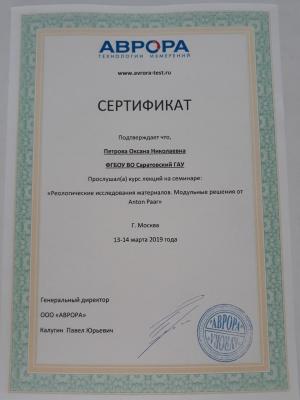 АВРОРА
ТЕХНОЛОГИИ ИЗМЕРЕНИЙ
www.avrora-test.ru
СЕРТИФИКАТ
Подтверждает что,
Петрова Оксана Николаевна
ФГБОУ ВО Саратовский ГАУ
Прослушал(а) курс лекций на семинаре:
«Реологические исследования материалов. Модульные решения от
Anton Paar»
Г. Москва
13-14 марта 2019 года
Генеральный директор
ООО «АВРОРА»
Калугин Павел Юрьевич
"АВРОРА"